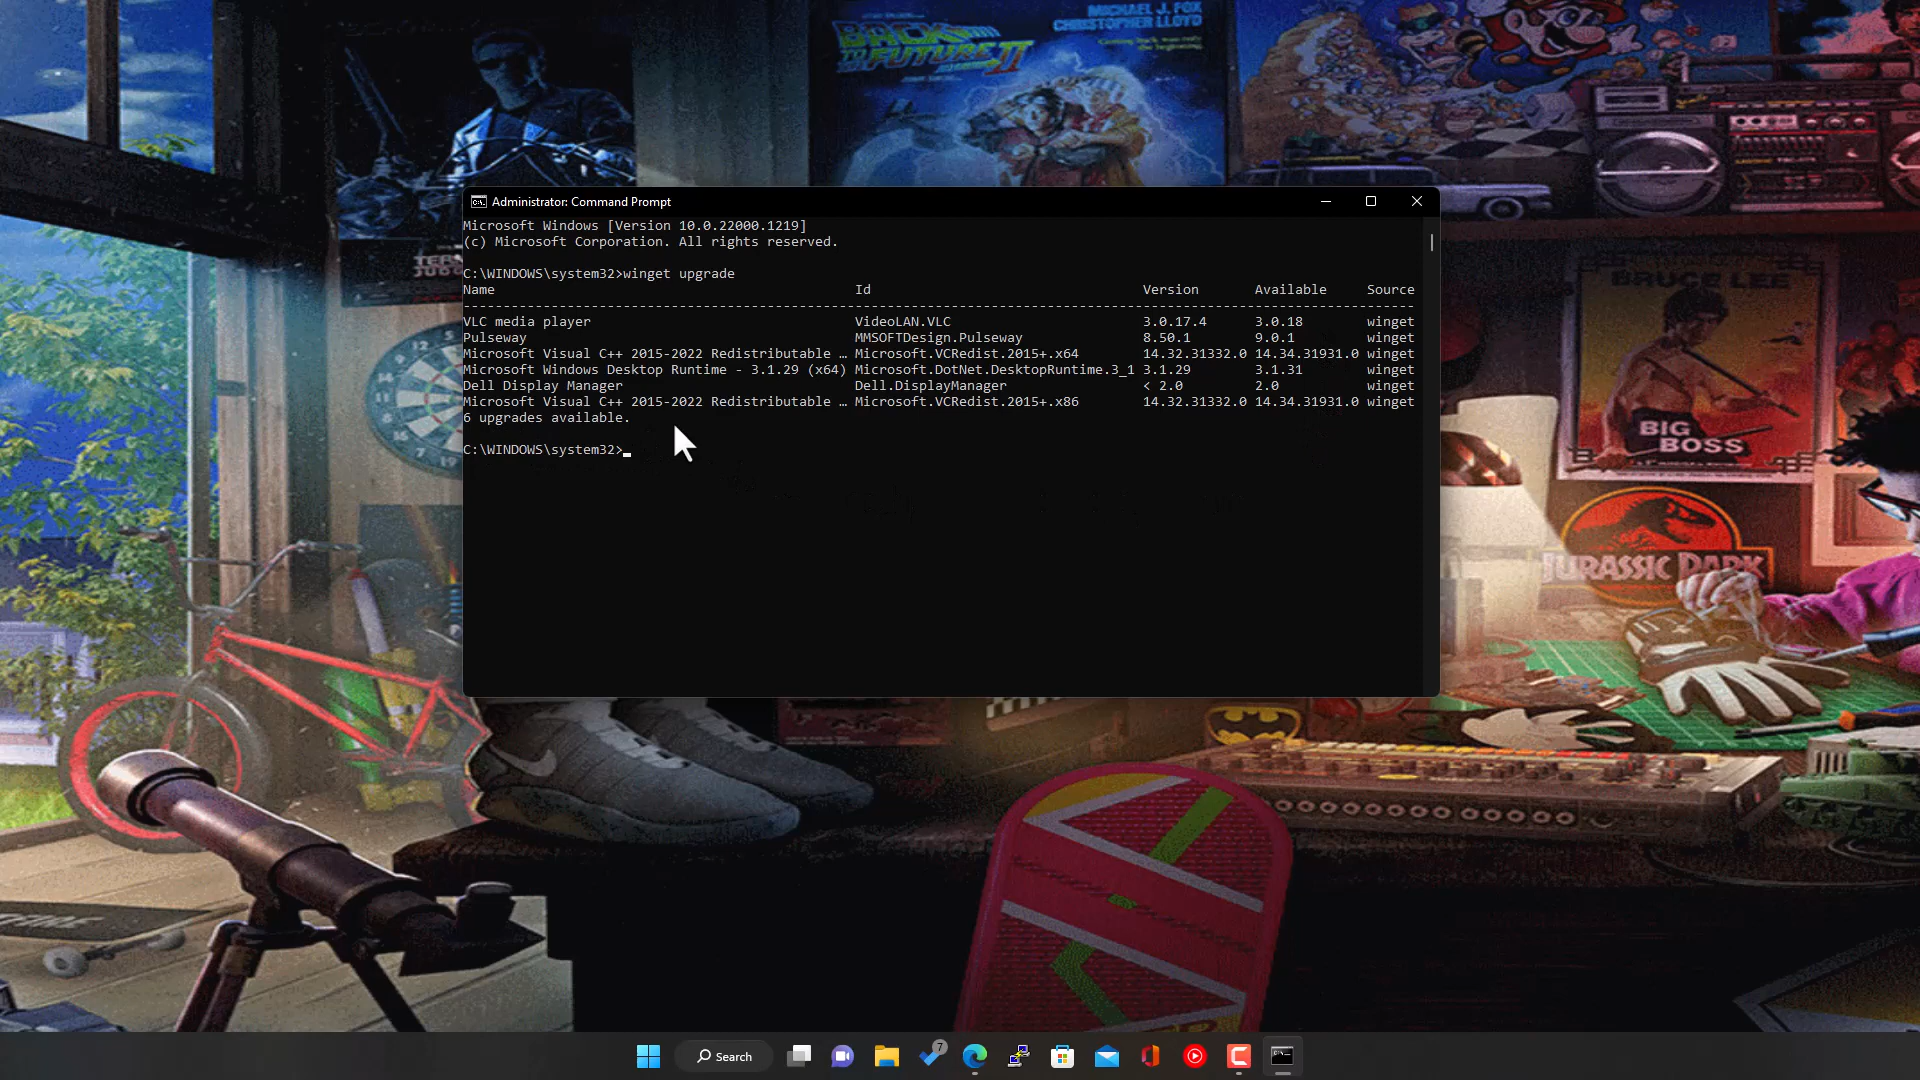 MICHAEL J. FOX
CHRISTOPHER LLOYD
BACK
TO THE FUTURE II
Getting back was only
the beginning.
Administrator: Command Prompt
Microsoft Windows [Version 10.0.22000.1219]
(c) Microsoft Corporation. All rights reserved.
C:\WINDOWS\system32>winget upgrade
Name Id Version Available Source
VLC media player VideoLAN.VLC 3.0.17.4 3.0.18 winget
Pulseway MMSOFTDesign.Pulseway 8.50.1 9.0.1 winget
Microsoft Visual C++ 2015-2022 Redistributable … Microsoft.VCRedist.2015+.x64 14.32.31332.0 14.34.31931.0 winget
Microsoft Windows Desktop Runtime - 3.1.29 (x64) Microsoft.DotNet.DesktopRuntime.3_1 3.1.29 3.1.31 winget
Dell Display Manager Dell.DisplayManager < 2.0 2.0 winget
Microsoft Visual C++ 2015-2022 Redistributable … Microsoft.VCRedist.2015+.x86 14.32.31332.0 14.34.31931.0 winget
6 upgrades available.
C:\WINDOWS\system32>
BRUCE LEE
BIG
BOSS
JURASSIC PARK
7
Search